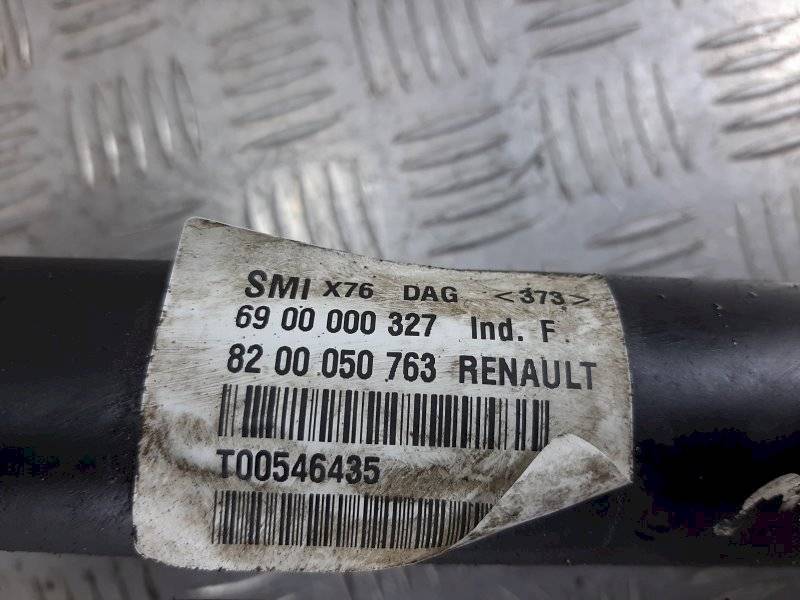 SMI X76 DAG <373>
69 00 000 327 Ind. F.
82 00 050 763 RENAULT
T00546435